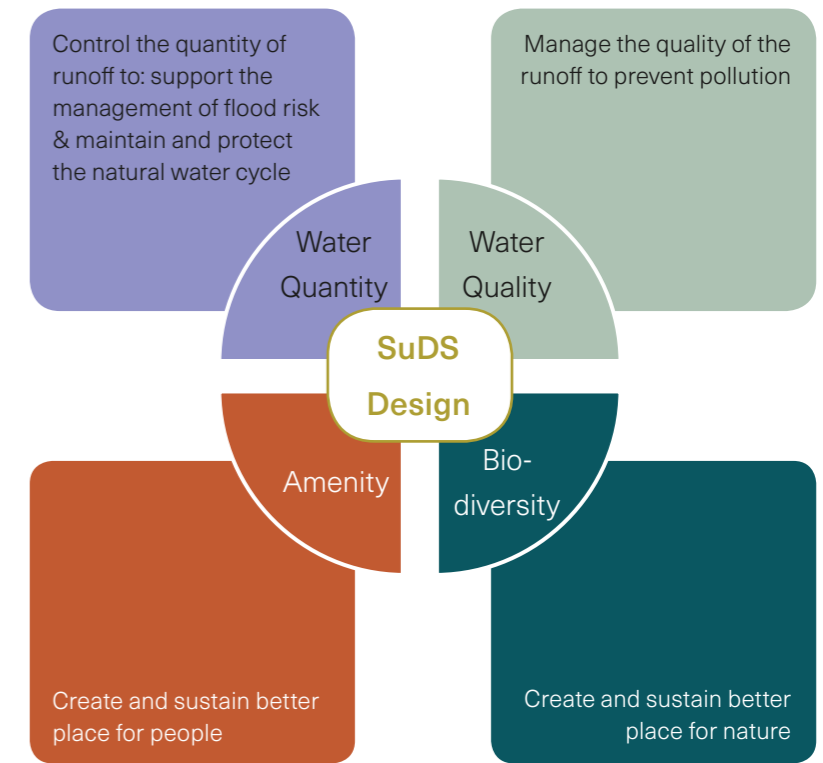 Control the quantity of
runoff to: support the
management of flood risk
& maintain and protect
the natural water cycle
Manage the quality of the
runoff to prevent pollution
Water
Quantity
Water
Quality
SuDS
Design
Amenity
Bio-
diversity
Create and sustain better
place for people
Create and sustain better
place for nature